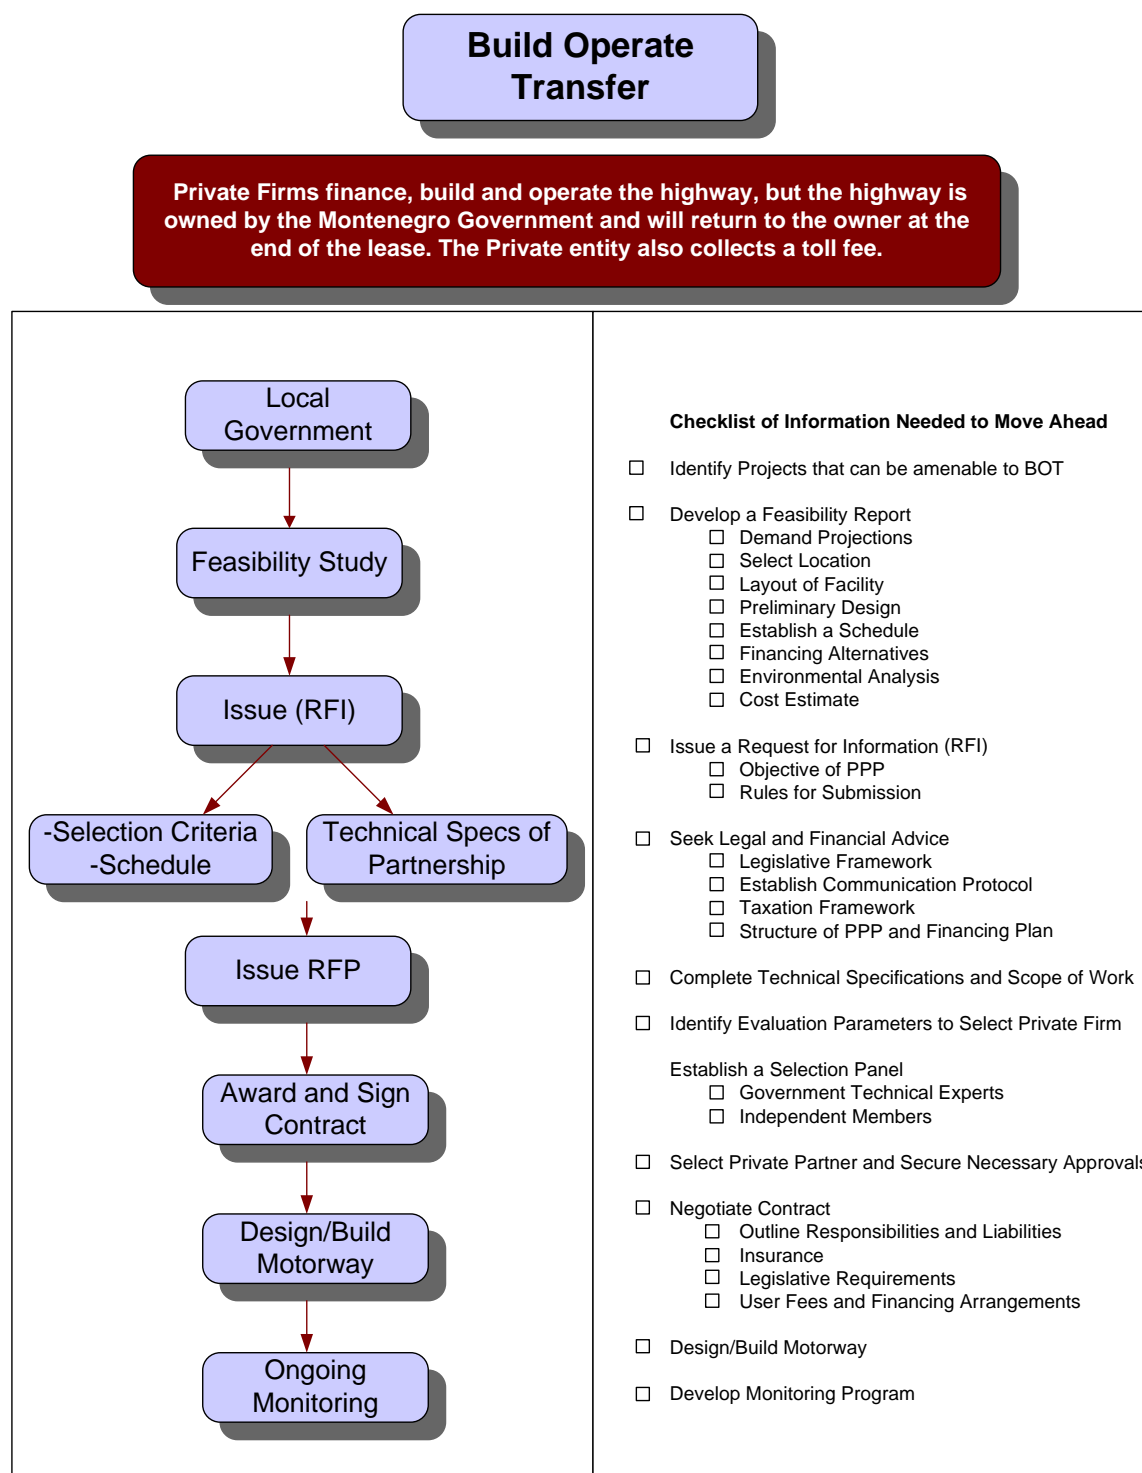 Build Operate
Transfer
Private Firms finance, build and operate the highway, but the highway is
owned by the Montenegro Government and will return to the owner at the
end of the lease. The Private entity also collects a toll fee.
Local
Government
Feasibility Study
Issue (RFI)
-Selection Criteria
-Schedule
Technical Specs of
Partnership
Issue RFP
Award and Sign
Contract
Design/Build
Motorway
Ongoing
Monitoring
Checklist of Information Needed to Move Ahead
Identify Projects that can be amenable to BOT
Develop a Feasibility Report
Demand Projections
Select Location
Layout of Facility
Preliminary Design
Establish a Schedule
Financing Alternatives
Environmental Analysis
Cost Estimate
Issue a Request for Information (RFI)
Objective of PPP
Rules for Submission
Seek Legal and Financial Advice
Legislative Framework
Establish Communication Protocol
Taxation Framework
Structure of PPP and Financing Plan
Complete Technical Specifications and Scope of Work
Identify Evaluation Parameters to Select Private Firm
Establish a Selection Panel
Government Technical Experts
Independent Members
Select Private Partner and Secure Necessary Approvals
Negotiate Contract
Outline Responsibilities and Liabilities
Insurance
Legislative Requirements
User Fees and Financing Arrangements
Design/Build Motorway
Develop Monitoring Program